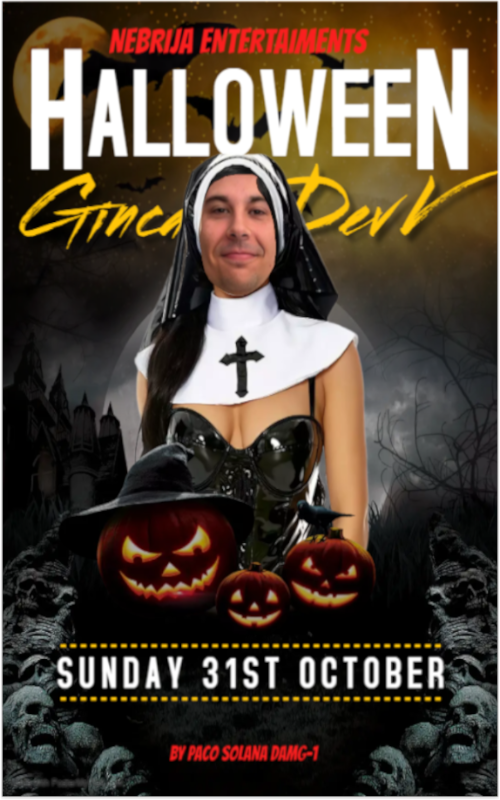 NEBRIJA ENTERTAIMENTS
HALLOWEEN
Ginca DevV
SUNDAY 31ST OCTOBER
BY PACO SOLANA DAMG-1